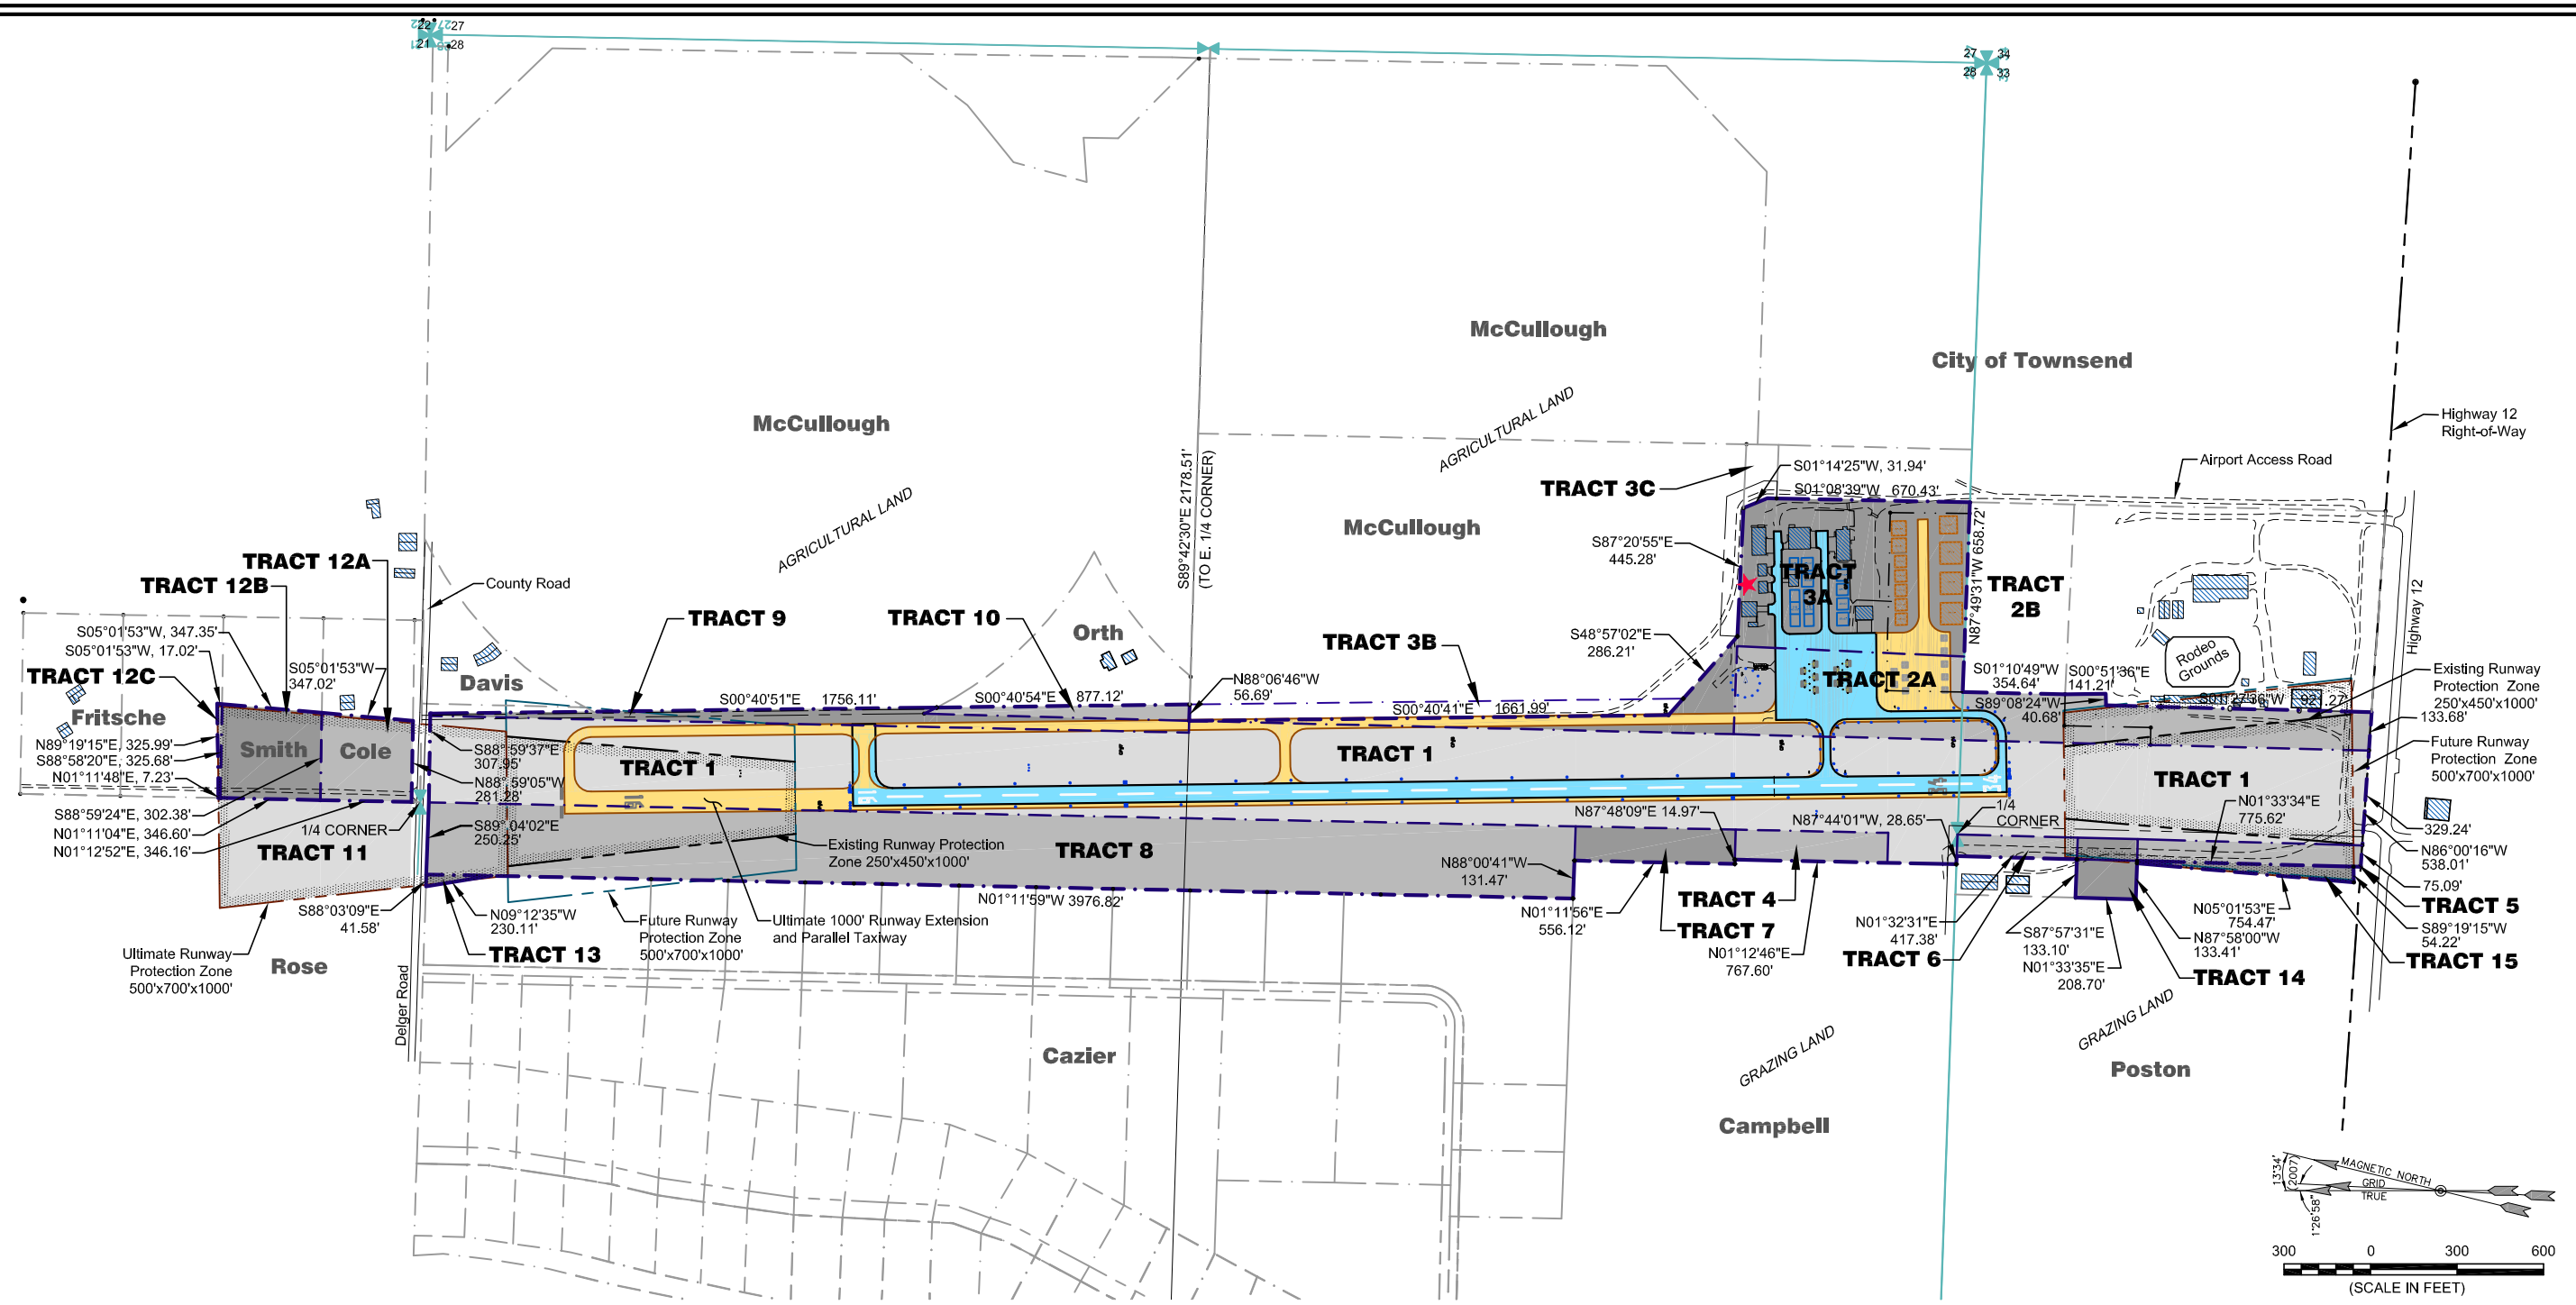 22 27
21 28
27 34
28 33
McCullough
City of Townsend
McCullough
McCullough
AGRICULTURAL LAND
AGRICULTURAL LAND
S89°42'30"E 2178.51'
(TO E. 1/4 CORNER)
Highway 12
Right-of-Way
Airport Access Road
TRACT 3C
S01°14'25"W, 31.94'
S01°08'39"W 670.43'
S87°20'55"E
445.28'
N87°49'31"W 658.72'
TRACT
3A
TRACT
2B
TRACT 12A
TRACT 12B
County Road
TRACT 9
TRACT 10
Orth
TRACT 3B
S48°57'02"E
286.21'
Rodeo
Grounds
Highway 12
S05°01'53"W, 347.35'
S05°01'53"W, 17.02'
TRACT 12C
S05°01'53"W
347.02'
Davis
Fritsche
S00°40'51"E 1756.11'
S00°40'54"E 877.12'
N88°06'46"W
56.69'
S00°40'41"E 1661.99'
TRACT 2A
S01°10'49"W
354.64'
S00°51'36"E
141.21'
S89°08'24"W
40.68'
Existing Runway
Protection Zone
250'x450'x1000'
133.68'
Future Runway
Protection Zone
500'x700'x1000'
N89°19'15"E, 325.99'
S88°58'20"E, 325.68'
N01°11'48"E, 7.23'
Smith
Cole
S88°59'37"E
307.95'
N88°59'05"W
281.28'
TRACT 1
TRACT 1
TRACT 1
16
16
34
34
S88°59'24"E, 302.38'
N01°11'04"E, 346.60'
N01°12'52"E, 346.16'
1/4 CORNER
TRACT 11
S89°04'02"E
250.25'
Existing Runway Protection
Zone 250'x450'x1000'
TRACT 8
N87°48'09"E 14.97'
N87°44'01"W, 28.65'
1/4
CORNER
N01°33'34"E
775.62'
329.24'
N86°00'16"W
538.01'
75.09'
TRACT 5
S89°19'15"W
54.22'
TRACT 15
N88°00'41"W
131.47'
TRACT 4
TRACT 7
N01°11'56"E
556.12'
N01°12'46"E
767.60'
N01°32'31"E
417.38'
TRACT 6
S87°57'31"E
133.10'
N01°33'35"E
208.70'
N05°01'53"E
754.47'
N87°58'00"W
133.41'
TRACT 14
S88°03'09"E
41.58'
N09°12'35"W
230.11'
TRACT 13
Future Runway
Protection Zone
500'x700'x1000'
Ultimate 1000' Runway Extension
and Parallel Taxiway
N01°11'59"W 3976.82'
Ultimate Runway
Protection Zone
500'x700'x1000'
Rose
Delger Road
Cazier
GRAZING LAND
GRAZING LAND
Campbell
Poston
MAGNETIC NORTH
GRID
TRUE
13°34'
(2007)
1°26'58"
300 0 300 600
(SCALE IN FEET)